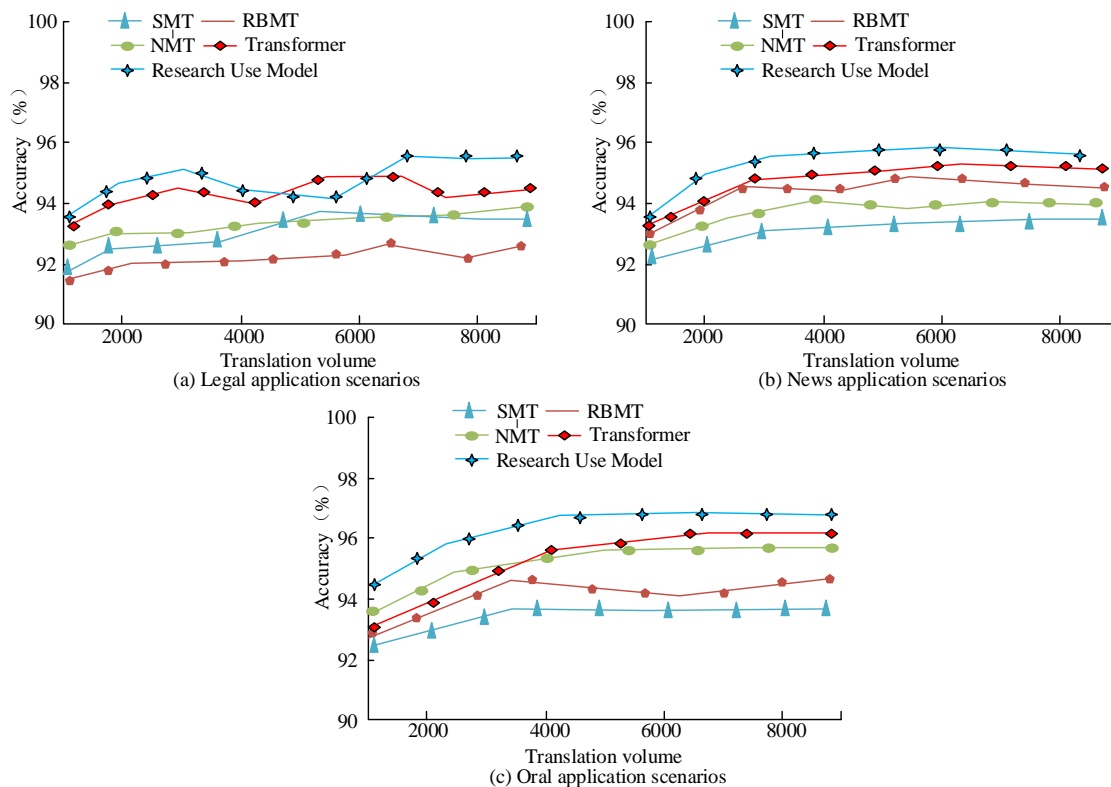 100
98
96
94
92
90
Accuracy（%）
SMT RBMT
NMT Transformer
Research Use Model
2000 4000 6000 8000
Translation volume
(a) Legal application scenarios
100
98
96
94
92
90
Accuracy（%）
SMT RBMT
NMT Transformer
Research Use Model
2000 4000 6000 8000
Translation volume
(b) News application scenarios
100
98
96
94
92
90
Accuracy（%）
SMT RBMT
NMT Transformer
Research Use Model
2000 4000 6000 8000
Translation volume
(c) Oral application scenarios